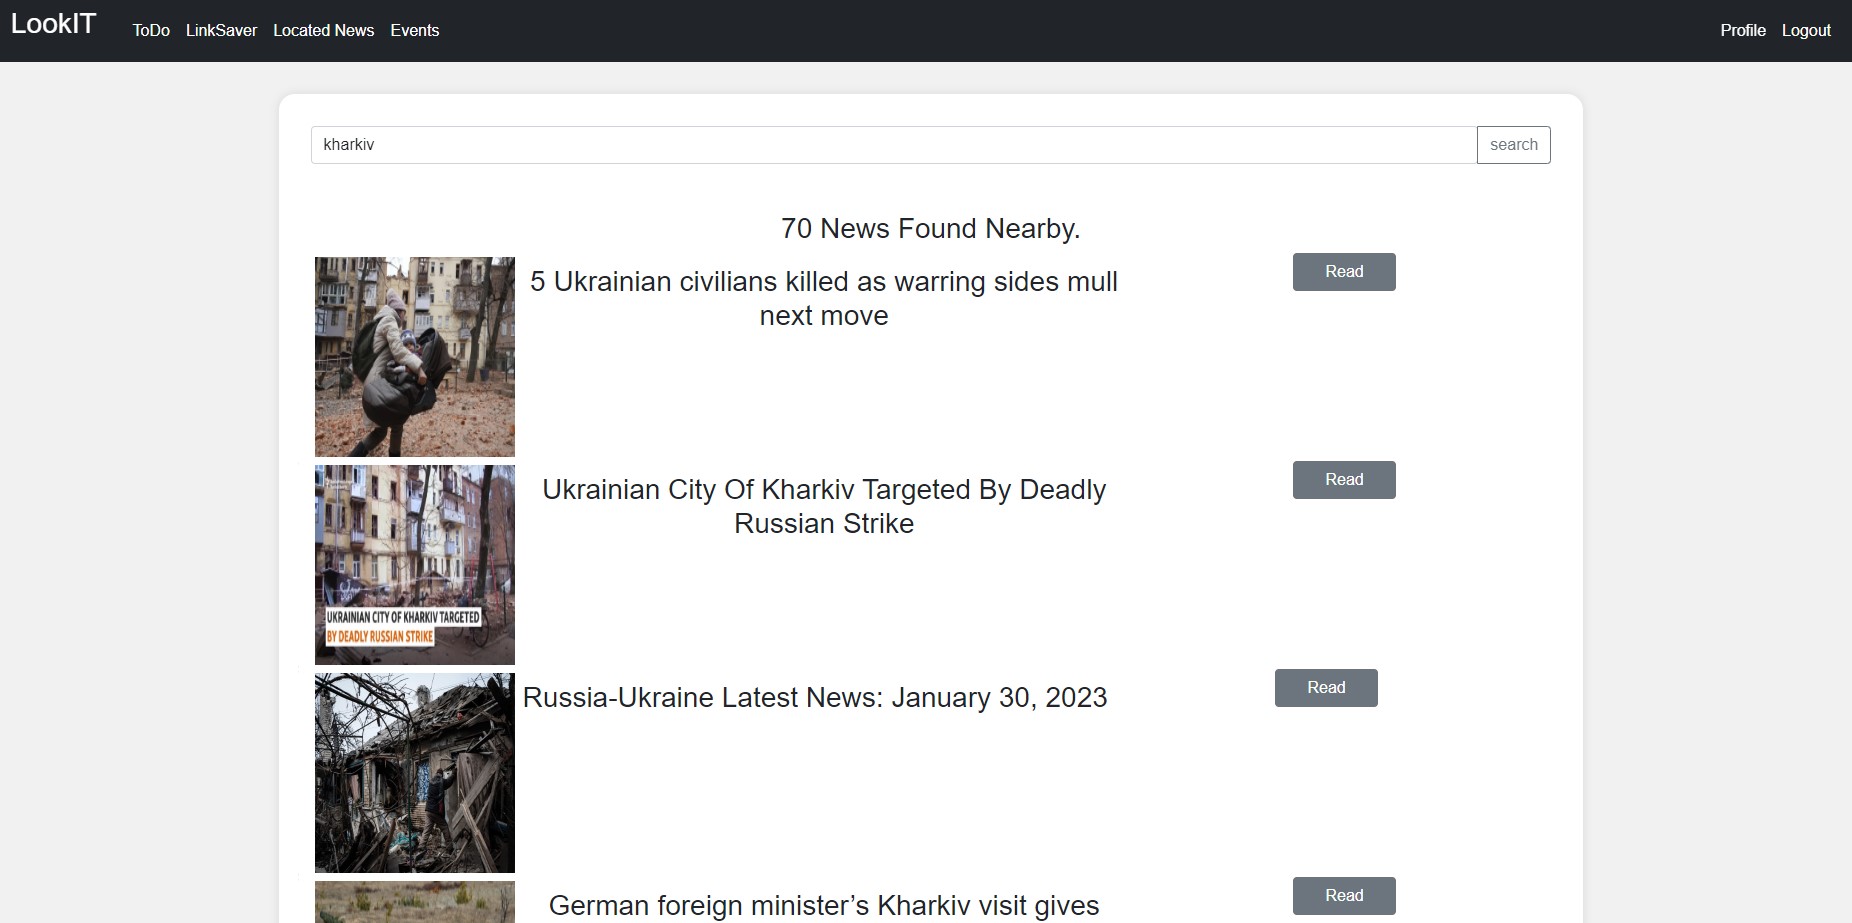 LookIT
ToDo LinkSaver Located News Events
Profile Logout
kharkiv
search
70 News Found Nearby.
5 Ukrainian civilians killed as warring sides mull
next move
Read
Ukrainian City Of Kharkiv Targeted By Deadly
Russian Strike
Read
UKRAINIAN CITY OF KHARKIV TARGETED
BY DEADLY RUSSIAN STRIKE
Russia-Ukraine Latest News: January 30, 2023
Read
German foreign minister’s Kharkiv visit gives
Read